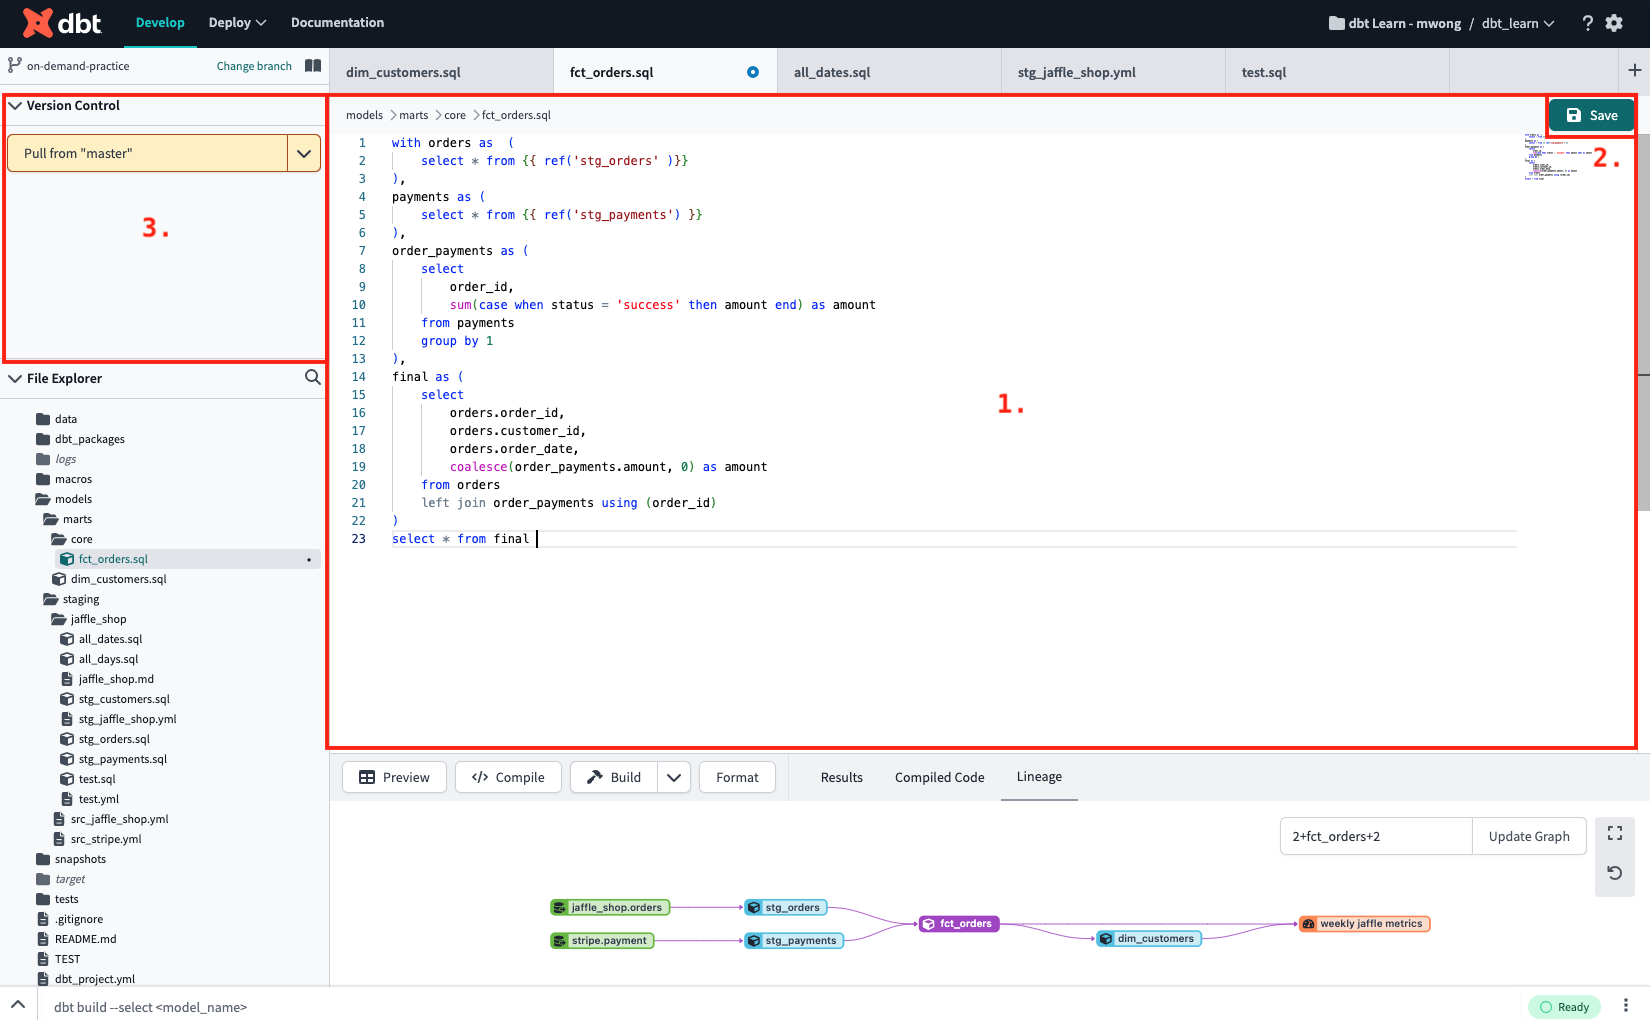 dbt
Develop
Deploy
Documentation
dbt Learn - mwong / dbt_learn
?
on-demand-practice
Change branch
dim_customers.sql
fct_orders.sql
all_dates.sql
stg_jaffle_shop.yml
test.sql
+
Version Control
Pull from "master"
3.
models > marts > core > fct_orders.sql
Save
2.
1 with orders as (
2 select * from {{ ref('stg_orders' )}}
3 ),
4 payments as (
5 select * from {{ ref('stg_payments') }}
6 ),
7 order_payments as (
8 select
9 order_id,
10 sum(case when status = 'success' then amount end) as amount
11 from payments
12 group by 1
13 ),
14 final as (
15 select
16 orders.order_id,
17 orders.customer_id,
18 orders.order_date,
19 coalesce(order_payments.amount, 0) as amount
20 from orders
21 left join order_payments using (order_id)
22 )
23 select * from final
1.
File Explorer
data
dbt_packages
logs
macros
models
marts
core
fct_orders.sql
dim_customers.sql
staging
jaffle_shop
all_dates.sql
all_days.sql
jaffle_shop.md
stg_customers.sql
stg_jaffle_shop.yml
stg_orders.sql
stg_payments.sql
test.sql
test.yml
src_jaffle_shop.yml
src_stripe.yml
snapshots
target
tests
.gitignore
README.md
TEST
dbt_project.yml
Preview
</> Compile
Build
Format
Results
Compiled Code
Lineage
2+fct_orders+2
Update Graph
jaffle_shop.orders
stg_orders
stripe.payment
stg_payments
fct_orders
dim_customers
weekly jaffle metrics
dbt build --select <model_name>
Ready